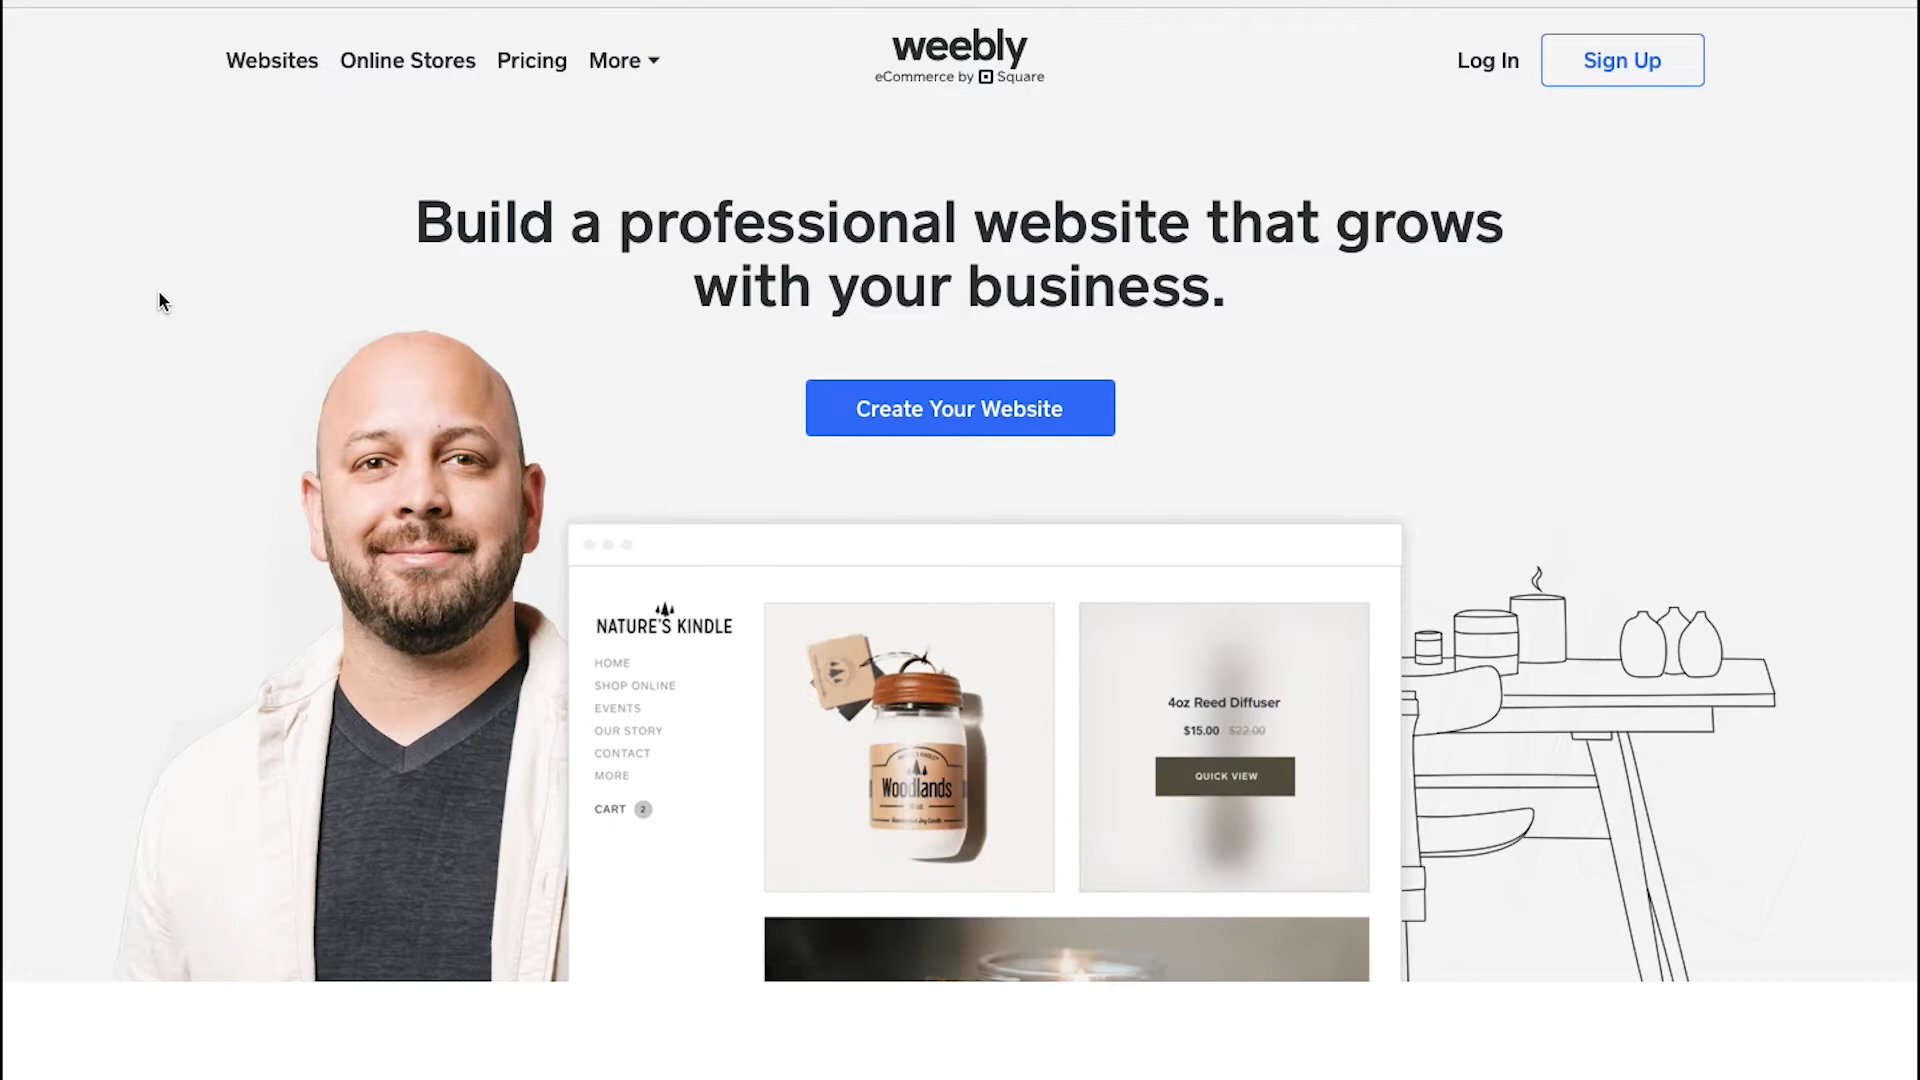 Websites Online Stores Pricing More
weebly
eCommerce by Square
Log In
Sign Up
Build a professional website that grows
with your business.
Create Your Website
NATURE'S KINDLE
HOME
SHOP ONLINE
EVENTS
OUR STORY
CONTACT
MORE
CART 2
Woodlands
4oz Reed Diffuser
$15.00 $22.00
QUICK VIEW